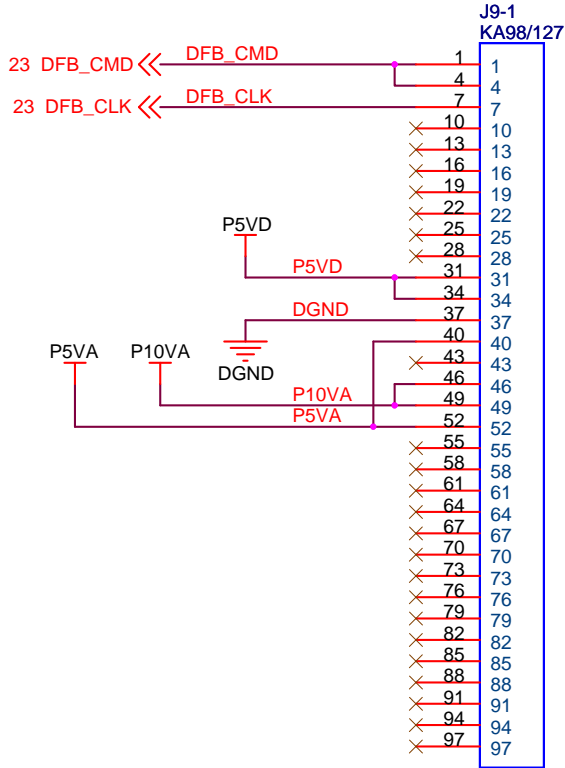 J9-1
KA98/127
23 DFB_CMD DFB_CMD 1 1
4 4
23 DFB_CLK DFB_CLK 7 7
10 10
13 13
16 16
19 19
22 22
P5VD 25 25
28 28
P5VD 31 31
34 34
DGND 37 37
40 40
P5VA P10VA DGND 43 43
46 46
P10VA 49 49
P5VA 52 52
55 55
58 58
61 61
64 64
67 67
70 70
73 73
76 76
79 79
82 82
85 85
88 88
91 91
94 94
97 97